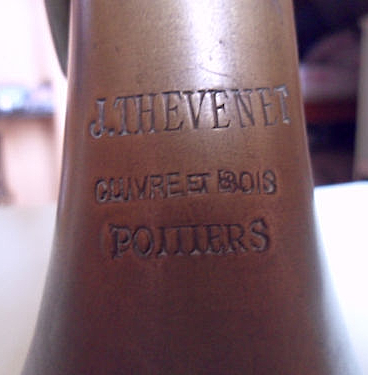 J. THEVENET
CUIVRE ET BOIS
POITIERS